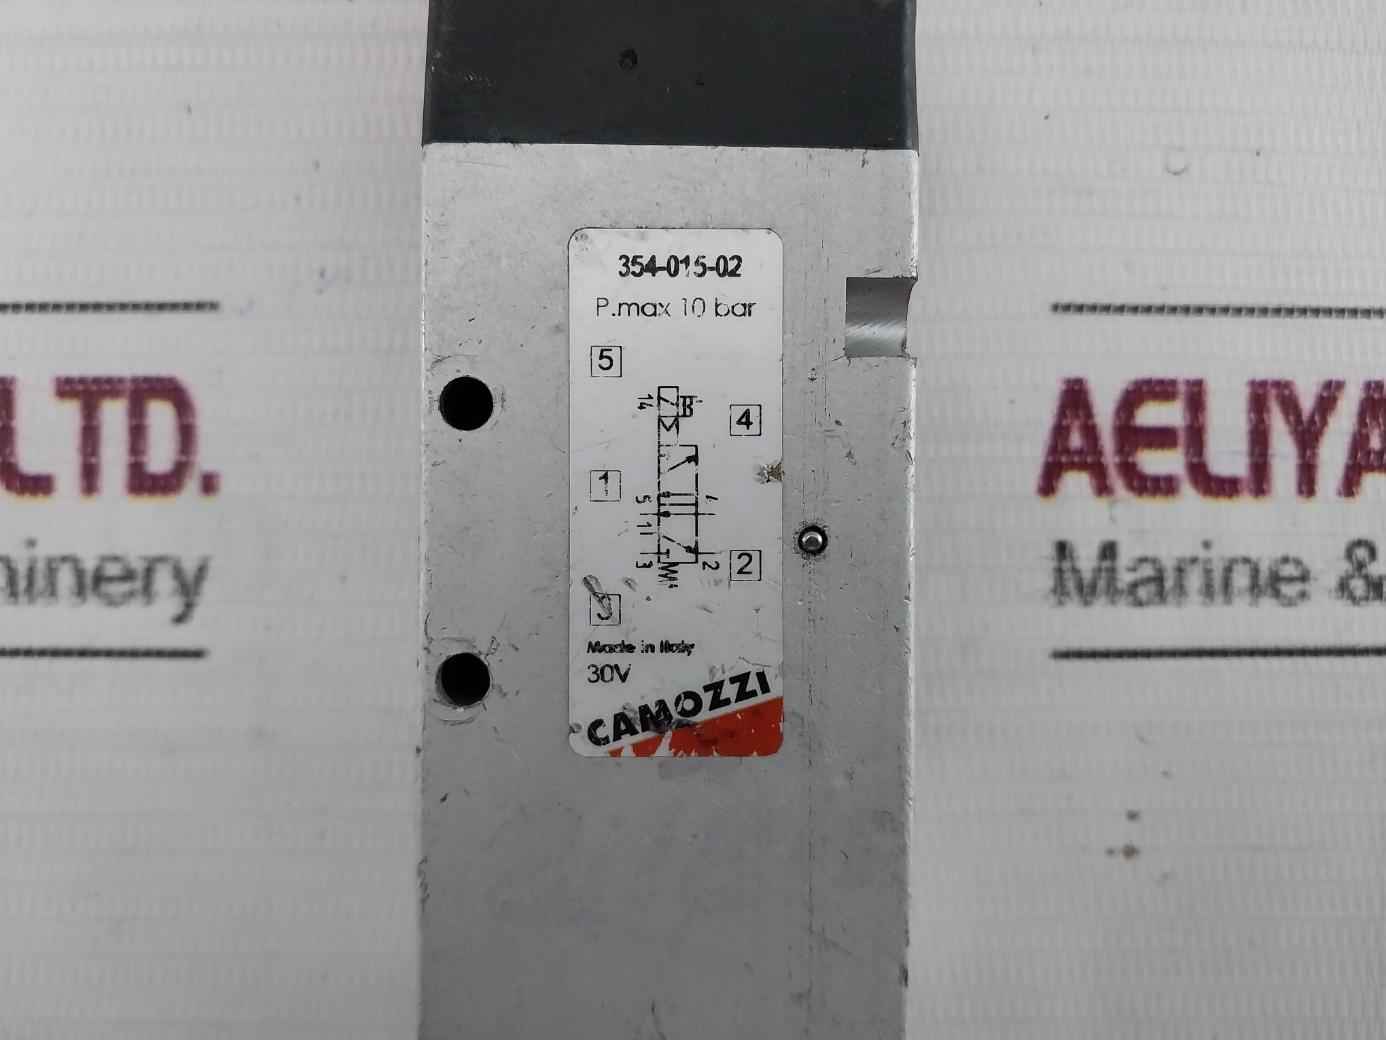 354-015-02
P.max 10 bar
5
14
4
1
5
1
3
2
2
3
Made in Italy
30V
CAMOZZI
LTD.
AELIYA
Marine &